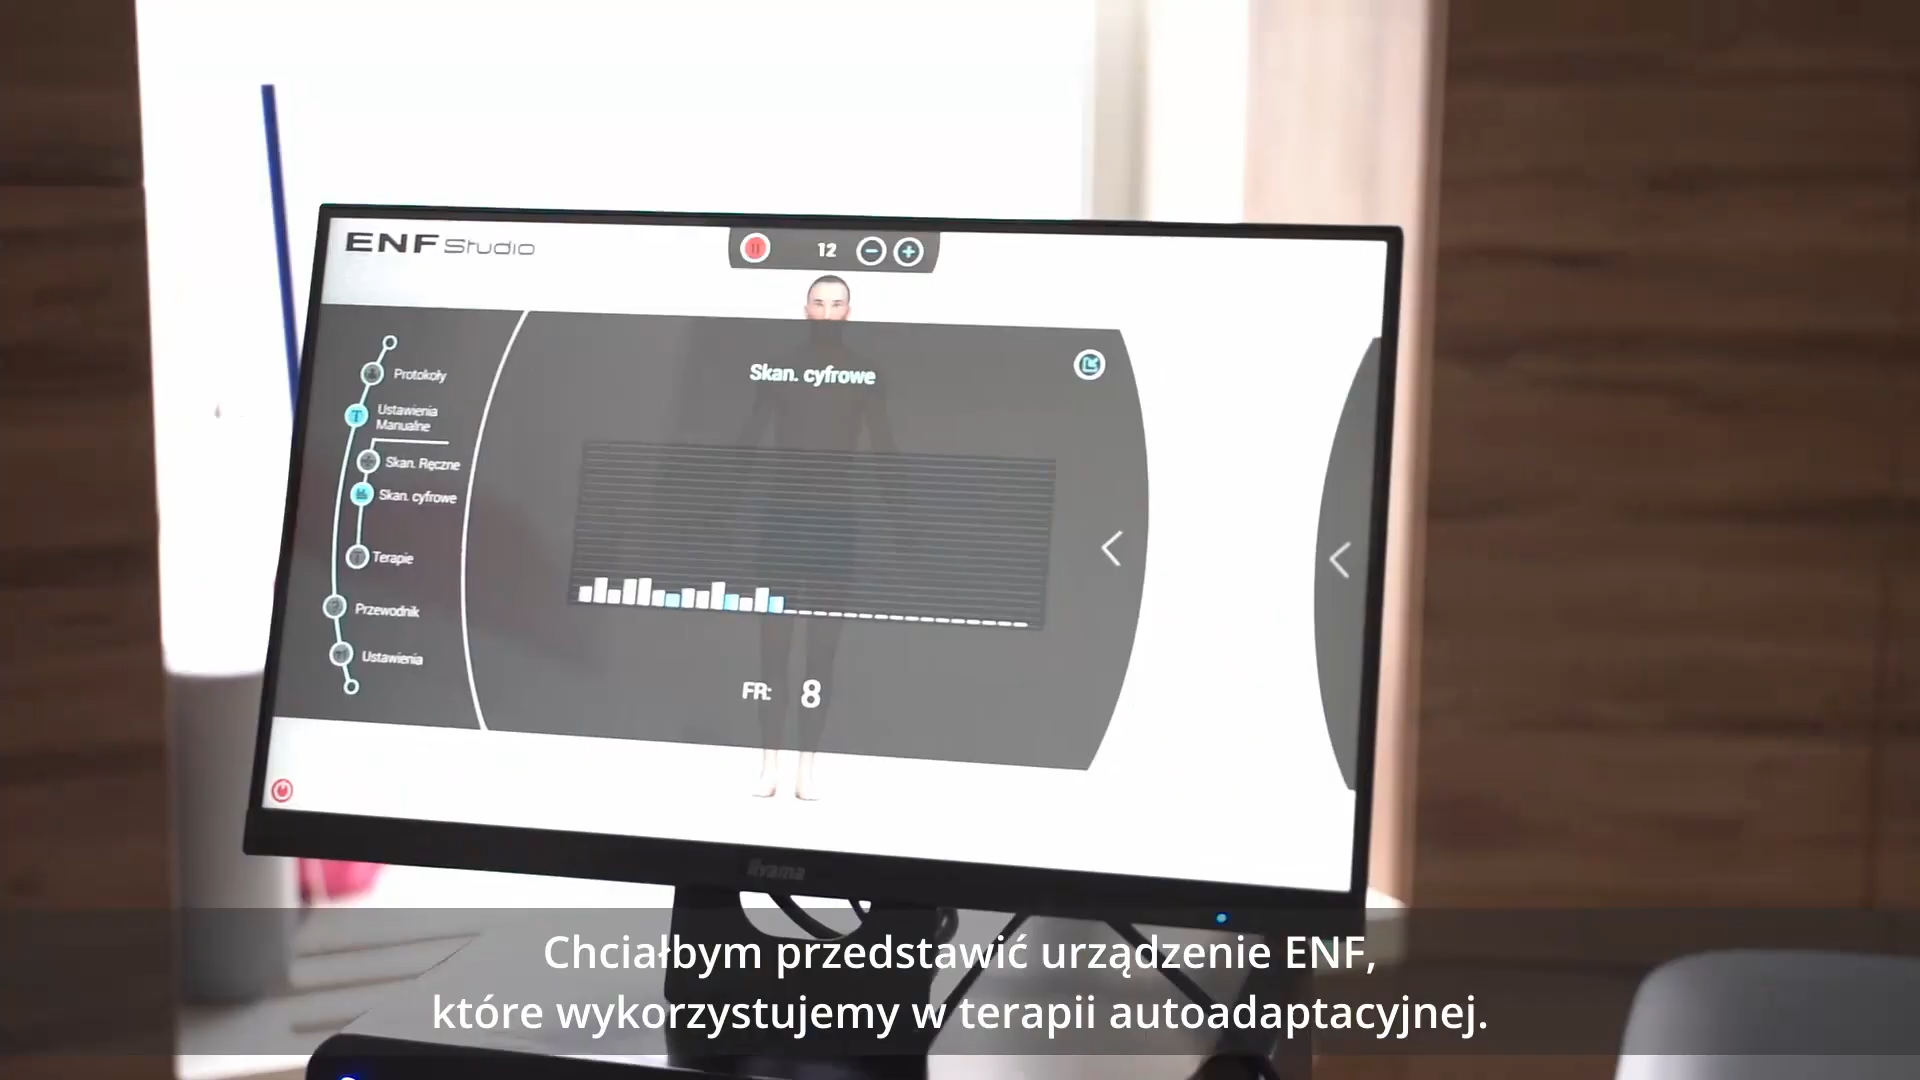 ENF Studio
12
Skan. cyfrowe
Protokoły
Ustawienia
Manualne
Skan. Ręczne
Skan. cyfrowe
Terapie
Przewodnik
Ustawienia
FR: 8
iiyama
Chciałbym przedstawić urządzenie ENF,
które wykorzystujemy w terapii autoadaptacyjnej.